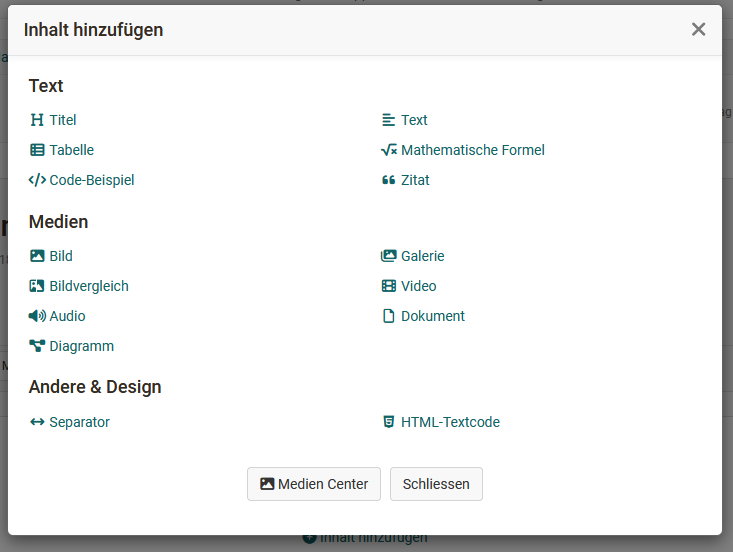 Inhalt hinzufügen
Text
Titel
Text
Tabelle
Mathematische Formel
Code-Beispiel
Zitat
Medien
Bild
Galerie
Bildvergleich
Video
Audio
Dokument
Diagramm
Andere & Design
Separator
HTML-Textcode
Medien Center
Schliessen
Inhalt hinzufügen